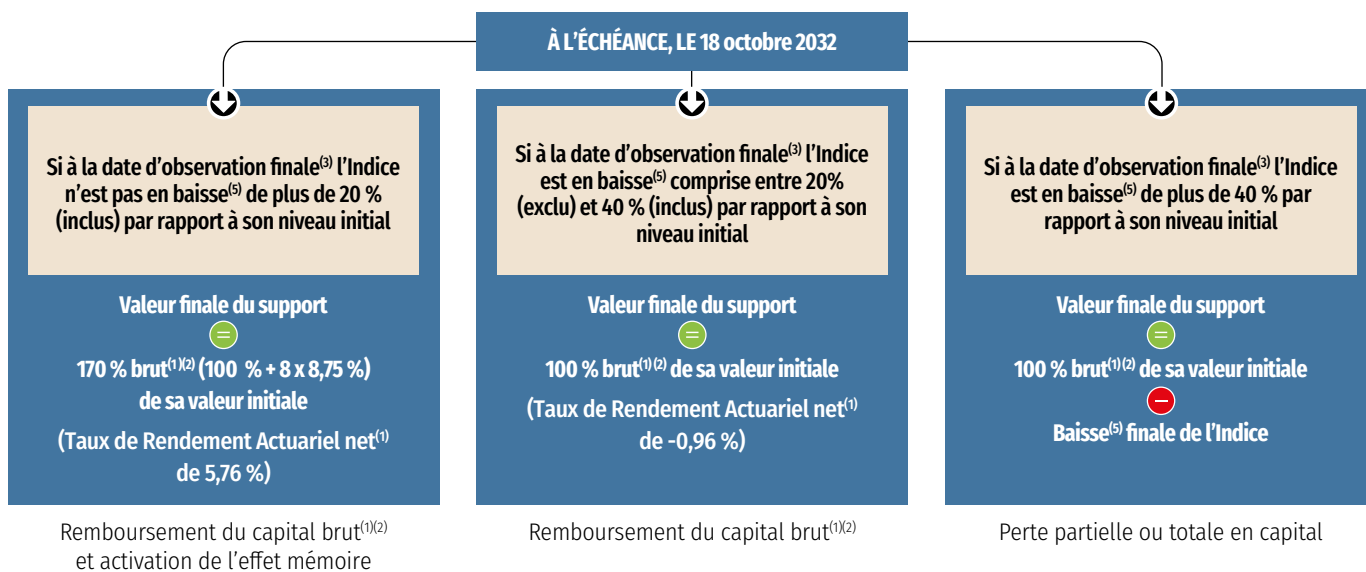 À L'ÉCHÉANCE, LE 18 octobre 2032
Si à la date d'observation finale(3) l'Indice
n'est pas en baisse(5) de plus de 20 %
(inclus) par rapport à son niveau initial
Valeur finale du support
=
170 % brut(1)(2) (100 % + 8 x 8,75 %)
de sa valeur initiale
(Taux de Rendement Actuariel net(1)
de 5,76 %)
Remboursement du capital brut(1)(2)
et activation de l'effet mémoire
Si à la date d'observation finale(3) l'Indice
est en baisse(5) comprise entre 20%
(exclu) et 40 % (inclus) par rapport à son
niveau initial
Valeur finale du support
=
100 % brut(1)(2) de sa valeur initiale
(Taux de Rendement Actuariel net(1)
de -0,96 %)
Remboursement du capital brut(1)(2)
Si à la date d'observation finale(3) l'Indice
est en baisse(5) de plus de 40 % par
rapport à son niveau initial
Valeur finale du support
=
100 % brut(1)(2) de sa valeur initiale
−
Baisse(5) finale de l'Indice
Perte partielle ou totale en capital